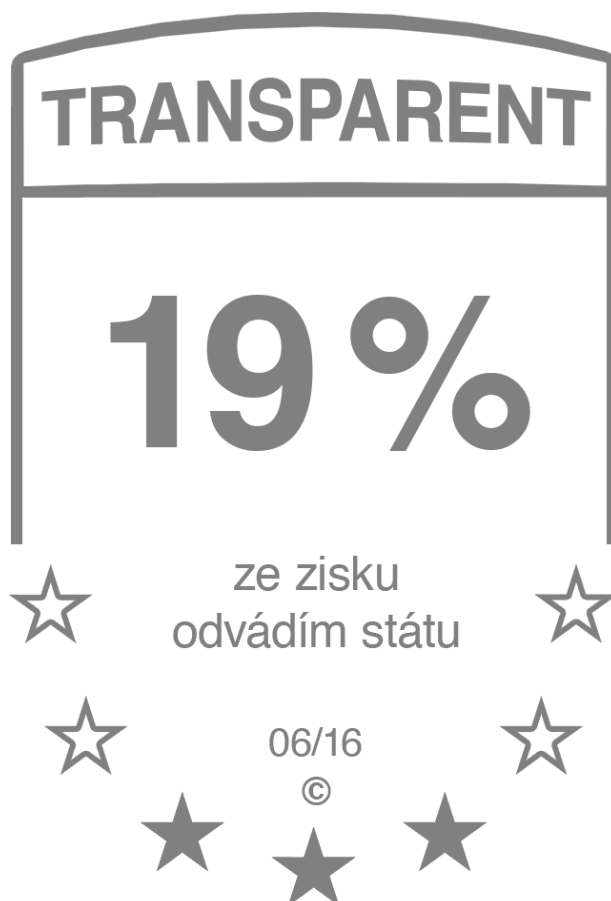 TRANSPARENT
19 %
ze zisku
odvádím státu
06/16
©